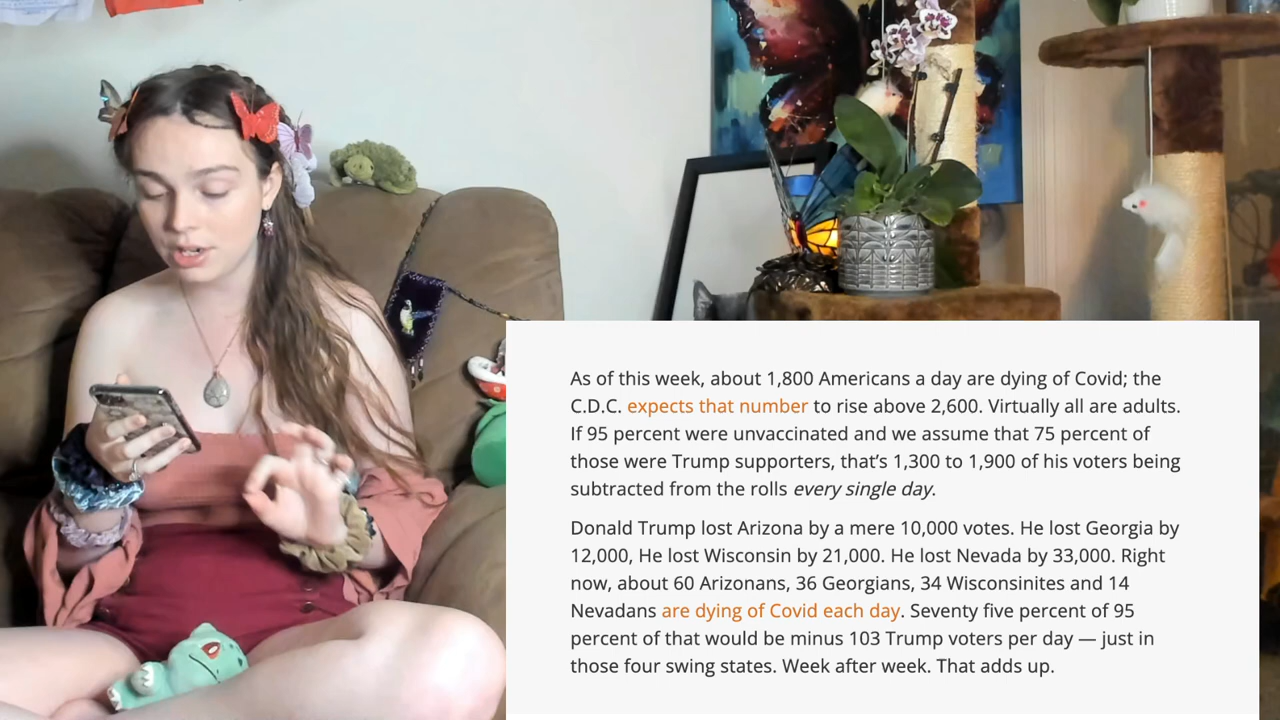 As of this week, about 1,800 Americans a day are dying of Covid; the
C.D.C. expects that number to rise above 2,600. Virtually all are adults.
If 95 percent were unvaccinated and we assume that 75 percent of
those were Trump supporters, that’s 1,300 to 1,900 of his voters being
subtracted from the rolls every single day.
Donald Trump lost Arizona by a mere 10,000 votes. He lost Georgia by
12,000, He lost Wisconsin by 21,000. He lost Nevada by 33,000. Right
now, about 60 Arizonans, 36 Georgians, 34 Wisconsinites and 14
Nevadans are dying of Covid each day. Seventy five percent of 95
percent of that would be minus 103 Trump voters per day — just in
those four swing states. Week after week. That adds up.